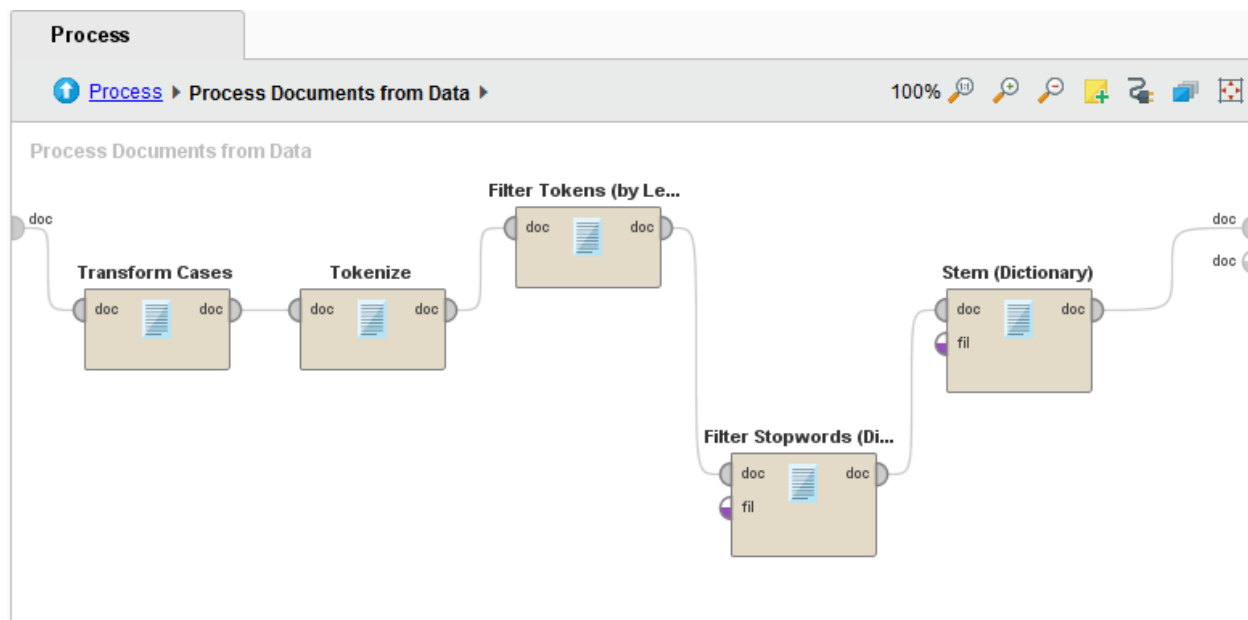 Process
Process Process Documents from Data
100%
Process Documents from Data
Filter Tokens (by Le...
doc
doc doc
doc
doc
Transform Cases
Tokenize
Stem (Dictionary)
doc doc
doc doc
doc doc
fil
Filter Stopwords (Di...
doc doc
fil